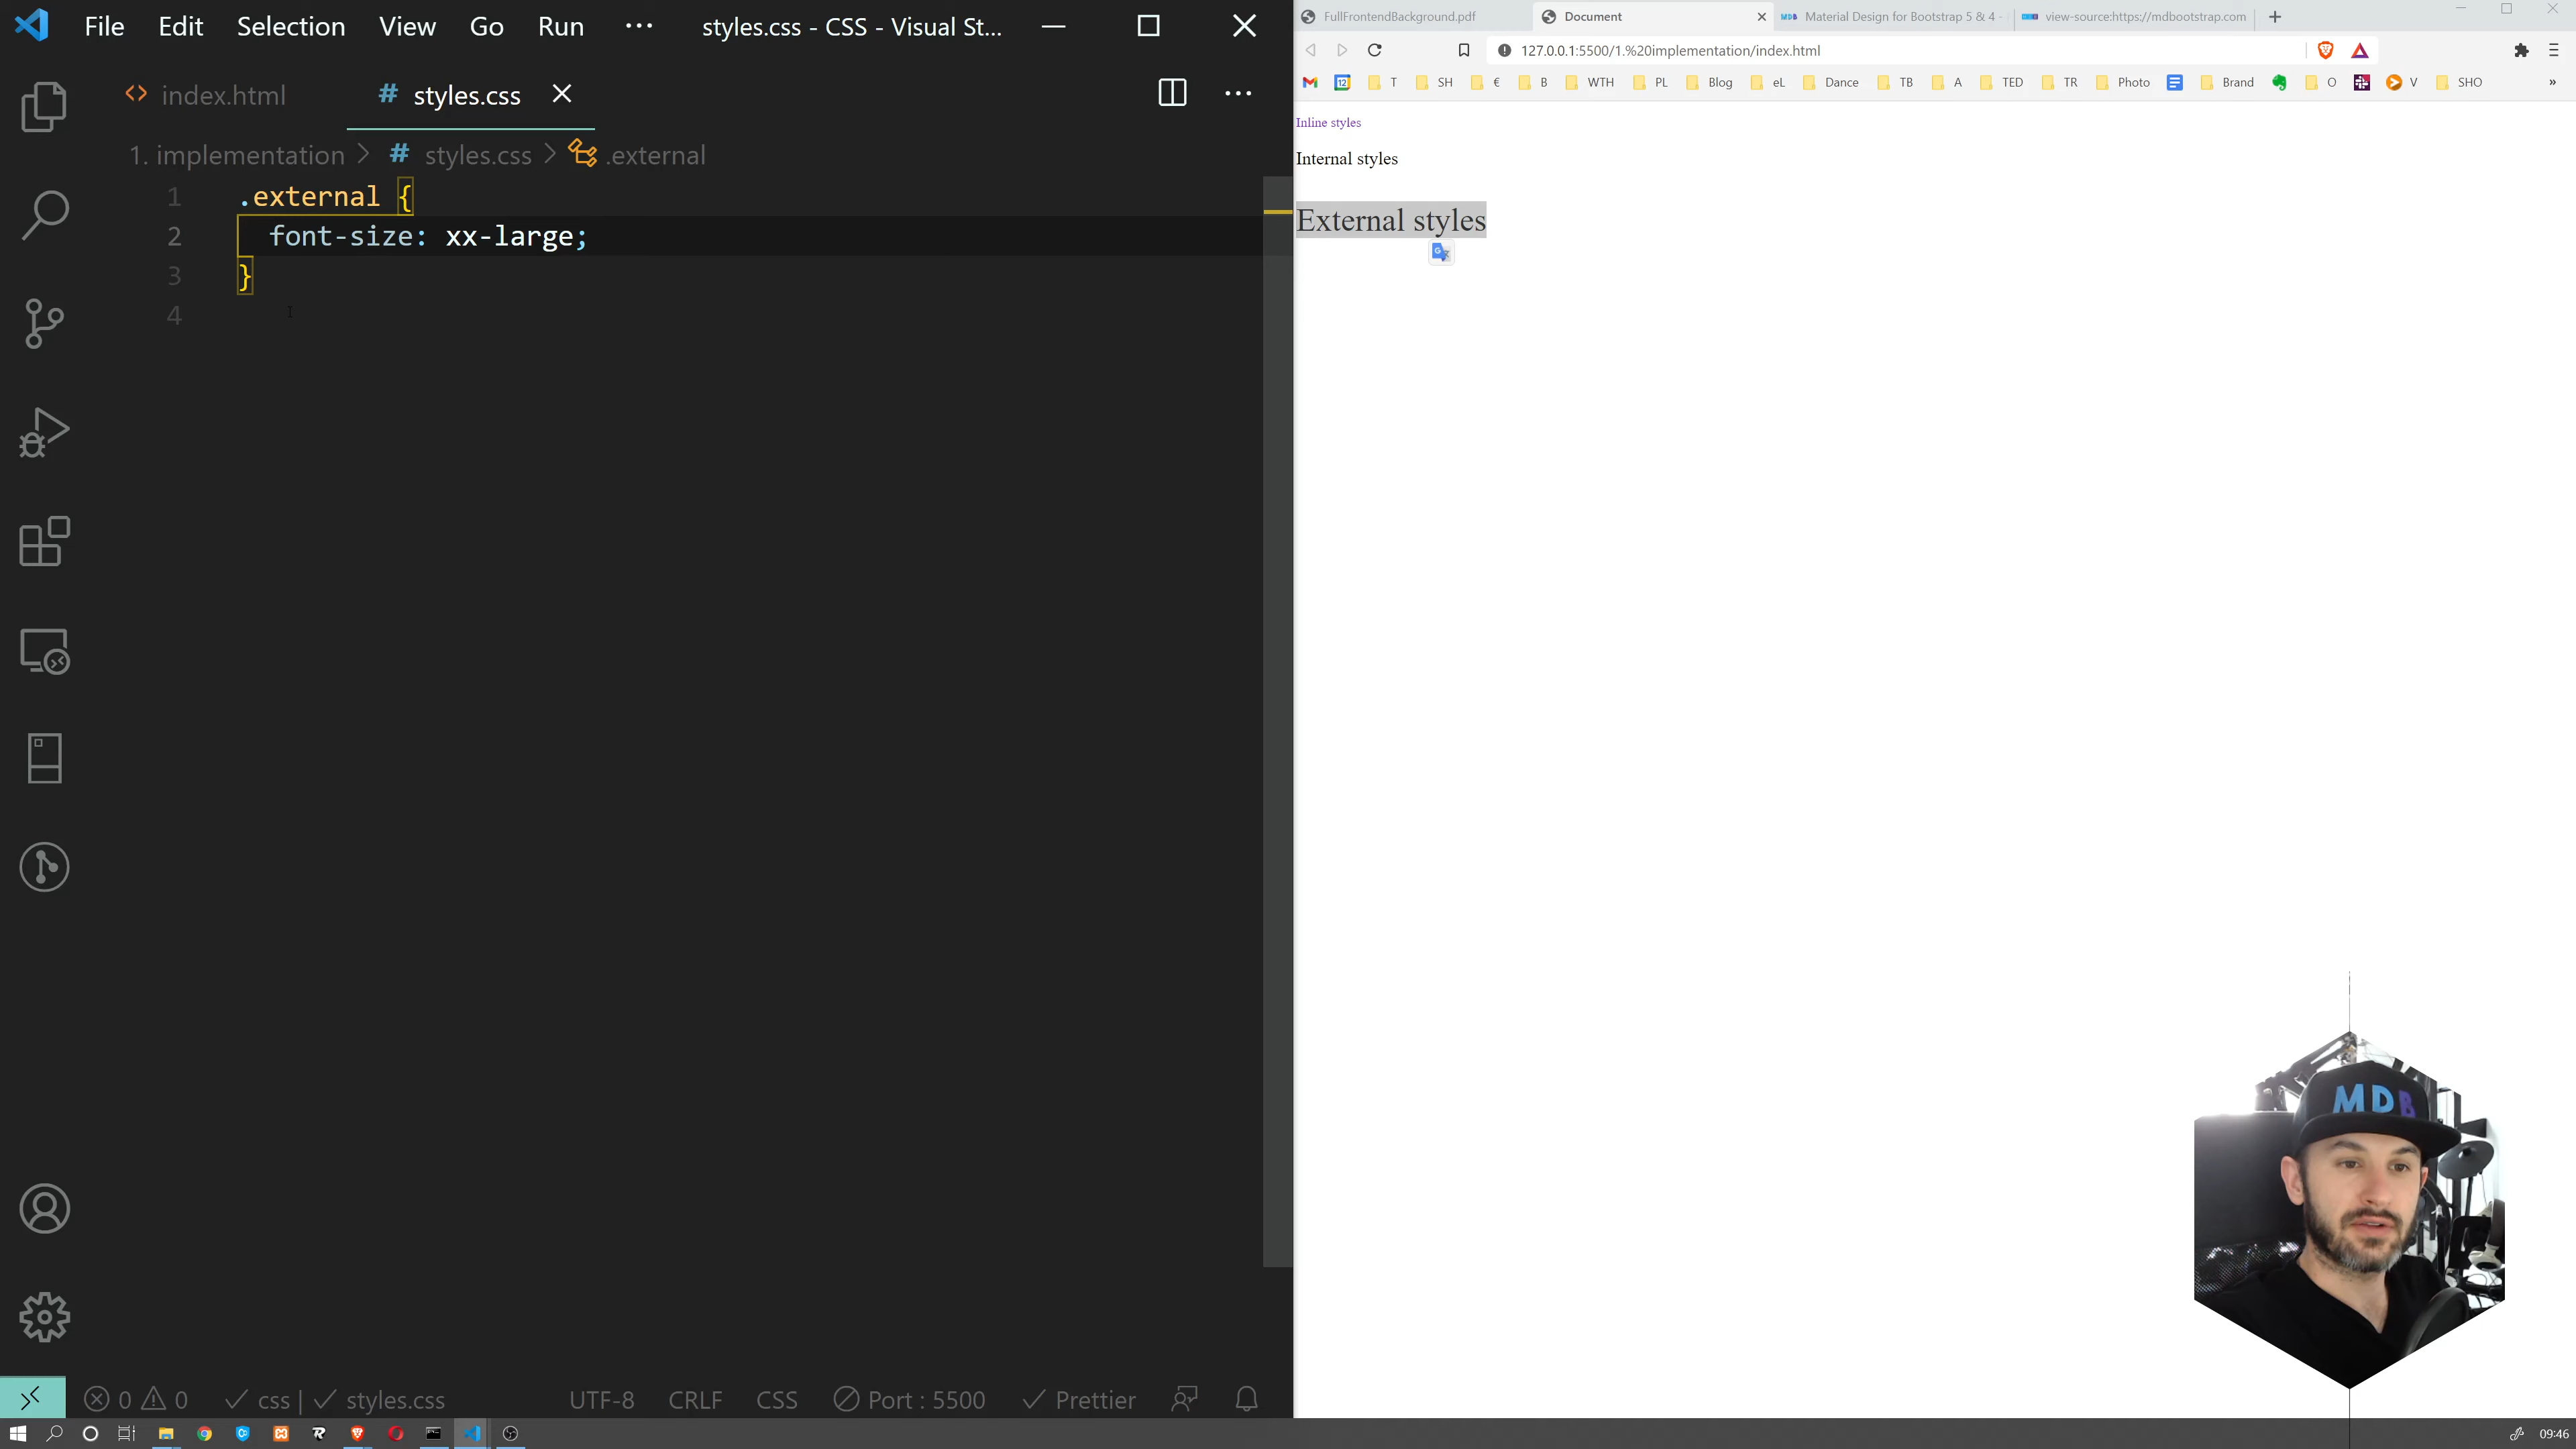 File Edit Selection View Go Run ··· styles.css - CSS - Visual St...
index.html # styles.css
1. implementation > # styles.css > .external
1 .external {
2 font-size: xx-large;
3 }
4
0 0 css | styles.css UTF-8 CRLF CSS Port : 5500 Prettier
FullFrontendBackground.pdf Document Material Design for Bootstrap 5 & 4 - view-source:https://mdbootstrap.com
127.0.0.1:5500/1.%20implementation/index.html
12 T SH € B WTH PL Blog eL Dance TB A TED TR Photo Brand O V SHO »
Inline styles
Internal styles
External styles
MDB
09:46